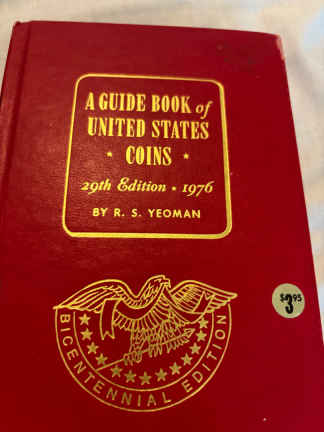 A GUIDE BOOK of
UNITED STATES
★ COINS ★
29th Edition ★ 1976
BY R. S. YEOMAN
$3.95
BICENTENNIAL EDITION